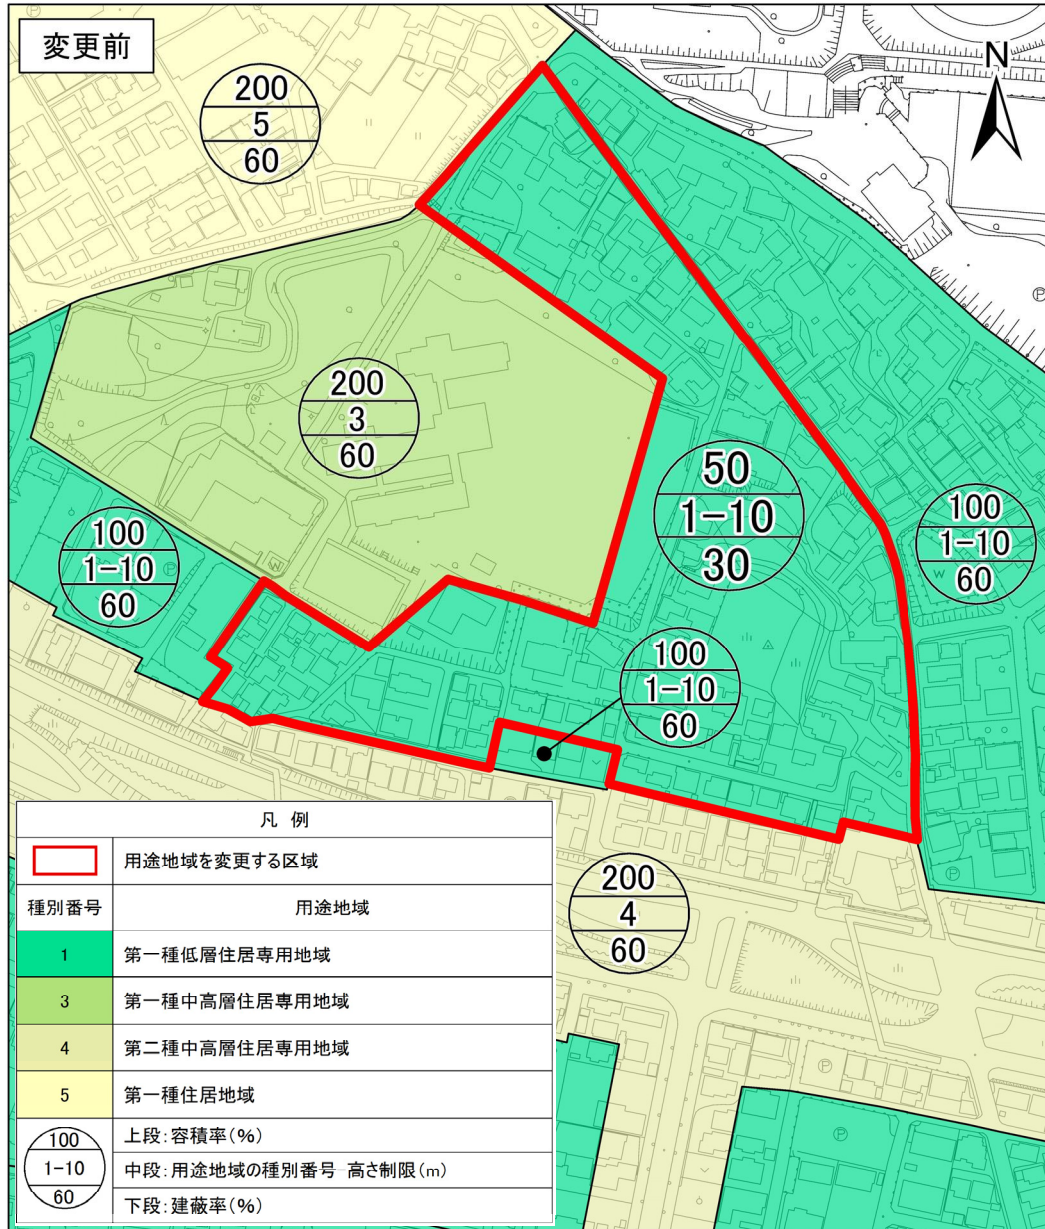 変更前
N
200
5
60
200
3
60
50
1-10
30
100
1-10
60
100
1-10
60
100
1-10
60
200
4
60
凡 例
用途地域を変更する区域
種別番号 用途地域
1 第一種低層住居専用地域
3 第一種中高層住居専用地域
4 第二種中高層住居専用地域
5 第一種住居地域
100
1-10
60
上段:容積率(%)
中段:用途地域の種別番号-高さ制限(m)
下段:建蔽率(%)
P
W
P
P
P
W